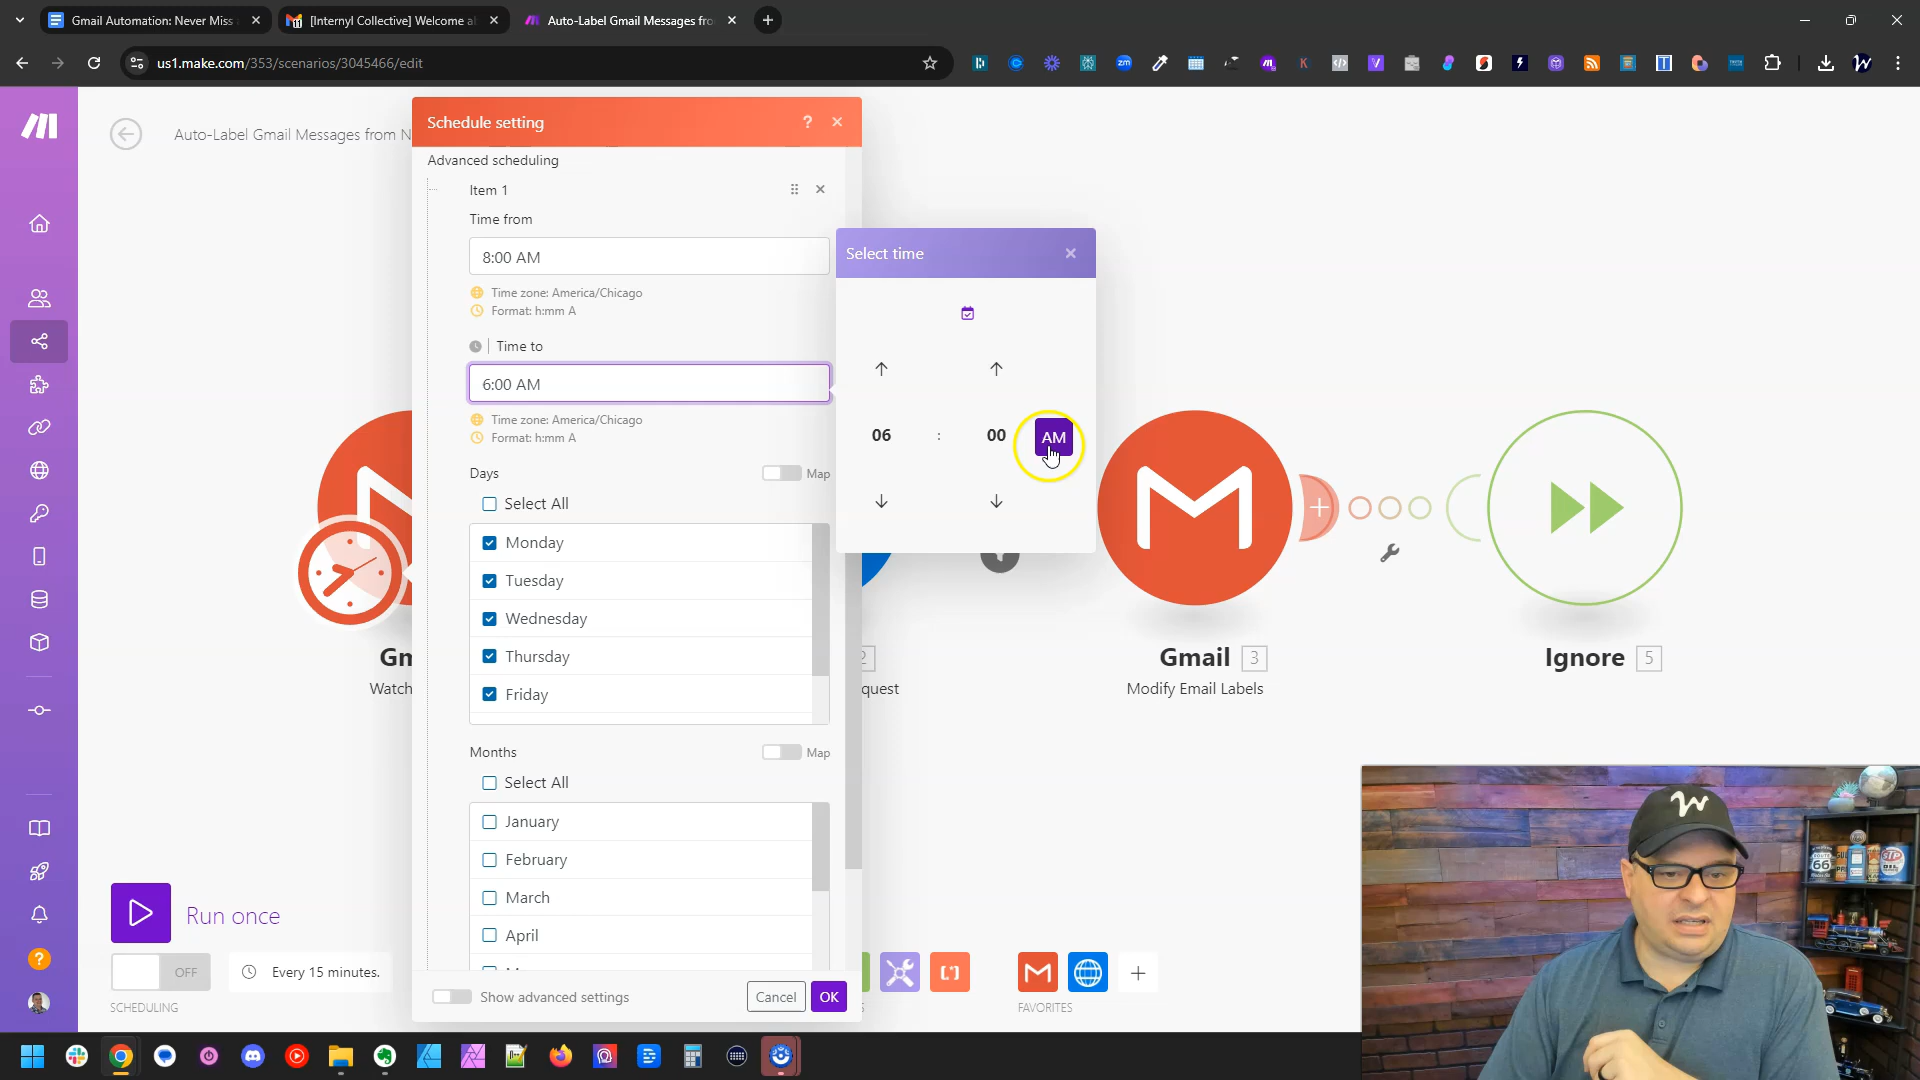 Gmail Automation: Never Miss
[Internyl Collective] Welcome a
Auto-Label Gmail Messages fro
us1.make.com/353/scenarios/3045466/edit
Auto-Label Gmail Messages from N
Schedule setting
?
Advanced scheduling
Item 1
Time from
8:00 AM
Time zone: America/Chicago
Format: h:mm A
Time to
6:00 AM
Time zone: America/Chicago
Format: h:mm A
Days
Map
Select All
Monday
Tuesday
Wednesday
Thursday
Friday
Months
Map
Select All
January
February
March
April
Show advanced settings
Cancel
OK
Select time
06 : 00 AM
Gm
Watch
2
quest
Gmail 3
Modify Email Labels
Ignore 5
Run once
OFF
Every 15 minutes.
SCHEDULING
FAVORITES
?
ROUTE
66
STP